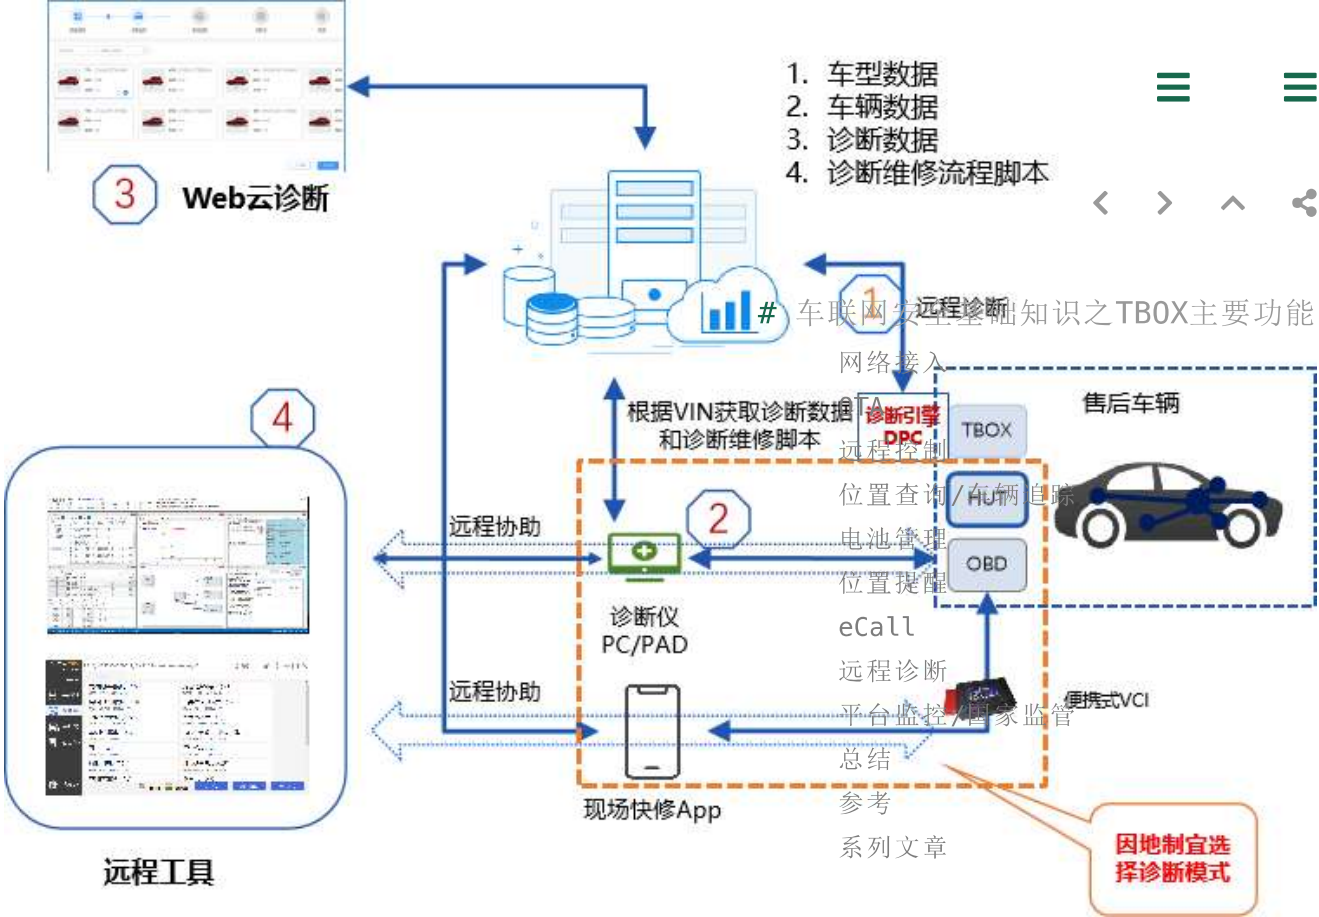 1. 车型数据
2. 车辆数据
3. 诊断数据
4. 诊断维修流程脚本
3
Web云诊断
1
远程诊断
# 车联网安全基础知识之TBOX主要功能
网络接入
OTA
远程控制
位置查询/车辆追踪
电池管理
位置提醒
eCall
远程诊断
平台监控/国家监管
总结
参考
系列文章
4
根据VIN获取诊断数据
和诊断维修脚本
诊断引擎
DPC
TBOX
HUT
OBD
售后车辆
2
远程协助
诊断仪
PC/PAD
远程协助
便携式VCI
现场快修App
远程工具
因地制宜选
择诊断模式